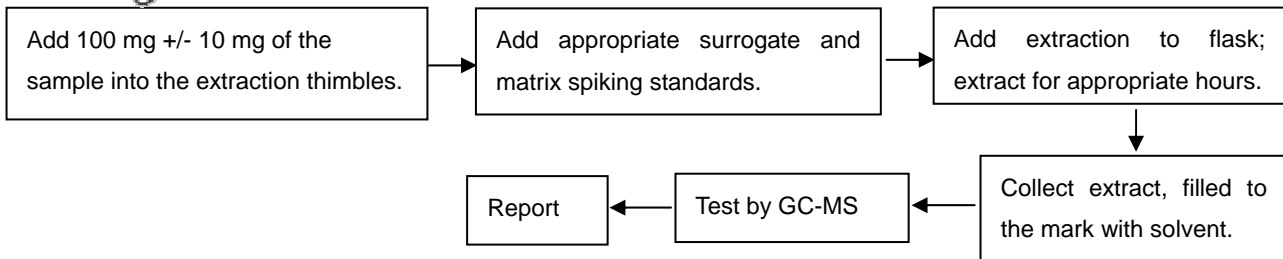 Add 100 mg +/- 10 mg of the
sample into the extraction thimbles.
Add appropriate surrogate and
matrix spiking standards.
Add extraction to flask;
extract for appropriate hours.
Collect extract, filled to
the mark with solvent.
Test by GC-MS
Report